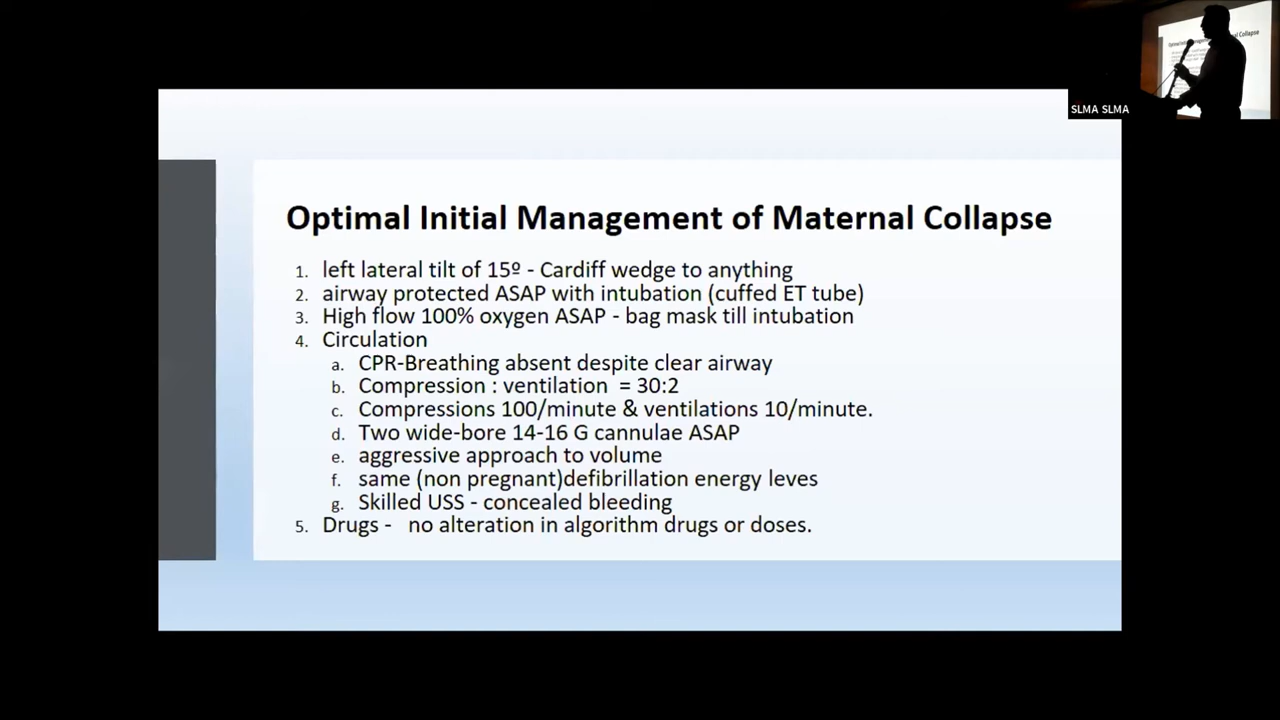 SLMA SLMA
Optimal Initial Management of Maternal Collapse
1. left lateral tilt of 15º - Cardiff wedge to anything
2. airway protected ASAP with intubation (cuffed ET tube)
3. High flow 100% oxygen ASAP - bag mask till intubation
4. Circulation
a. CPR-Breathing absent despite clear airway
b. Compression : ventilation = 30:2
c. Compressions 100/minute & ventilations 10/minute.
d. Two wide-bore 14-16 G cannulae ASAP
e. aggressive approach to volume
f. same (non pregnant)defibrillation energy leves
g. Skilled USS - concealed bleeding
5. Drugs - no alteration in algorithm drugs or doses.